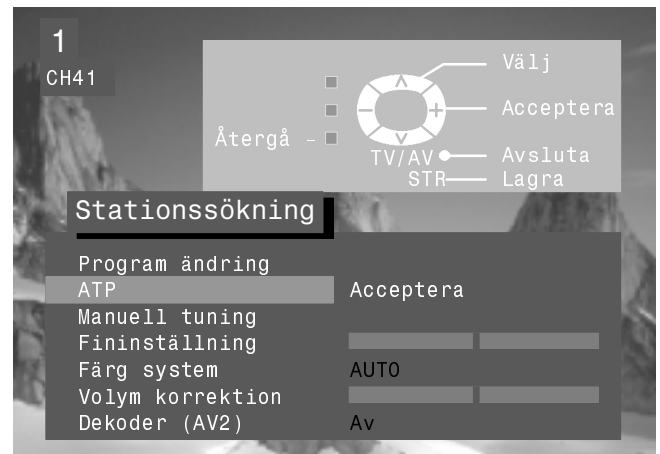 1
CH41
Välj
Acceptera
Återgå –
TV/AV
Avsluta
STR
Lagra
Stationssökning
Program ändring
ATP Acceptera
Manuell tuning
Fininställning
Färg system AUTO
Volym korrektion
Dekoder (AV2) Av